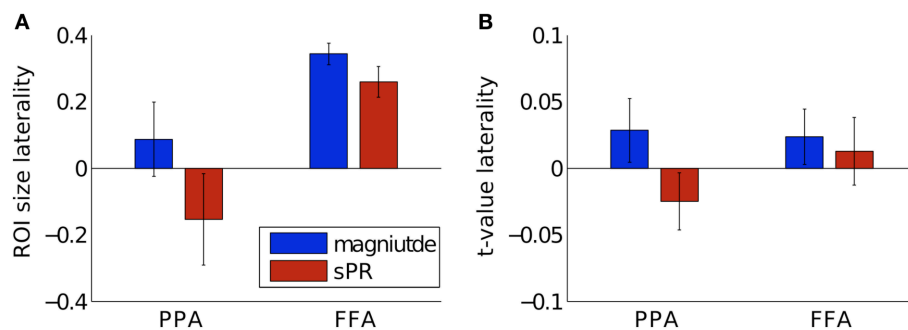 A
ROI size laterality
0.4
0.2
0
−0.2
−0.4
PPA
FFA
magniutde
sPR
B
t-value laterality
0.1
0.05
0
−0.05
−0.1
PPA
FFA